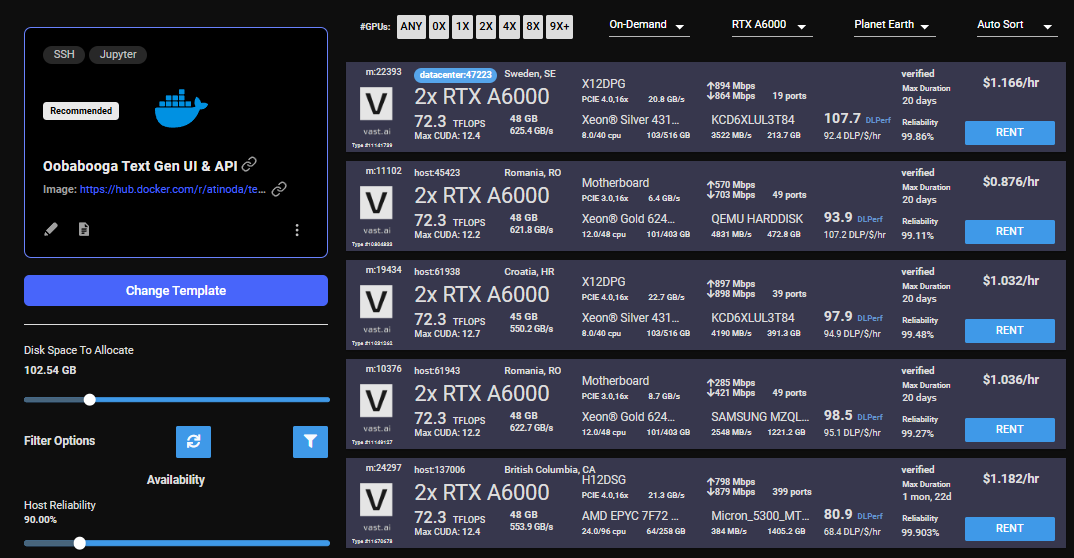 #GPUs: ANY 0X 1X 2X 4X 8X 9X+ On-Demand RTX A6000 Planet Earth Auto Sort
SSH Jupyter
Recommended
Oobabooga Text Gen UI & API
Image: https://hub.docker.com/r/atinoda/te...
Change Template
Disk Space To Allocate
102.54 GB
Filter Options
Availability
Host Reliability
90.00%
m:22393 datacenter:47223 Sweden, SE verified
V 2x RTX A6000 X12DPG ↑894 Mbps Max Duration $1.166/hr
PCIE 4.0,16x 20.8 GB/s ↓864 Mbps 19 ports 20 days
vast.ai 72.3 TFLOPS 48 GB Xeon® Silver 431... KCD6XLUL3T84 107.7 DLPerf Reliability RENT
Max CUDA: 12.4 625.4 GB/s 8.0/40 cpu 103/516 GB 3522 MB/s 213.7 GB 92.4 DLP/$/hr 99.86%
m:11102 host:45423 Romania, RO verified
V 2x RTX A6000 Motherboard ↑570 Mbps Max Duration $0.876/hr
PCIE 3.0,16x 6.4 GB/s ↓703 Mbps 49 ports 20 days
vast.ai 72.3 TFLOPS 48 GB Xeon® Gold 624... QEMU HARDDISK 93.9 DLPerf Reliability RENT
Max CUDA: 12.2 621.8 GB/s 12.0/48 cpu 101/403 GB 4831 MB/s 472.8 GB 107.2 DLP/$/hr 99.11%
m:19434 host:61938 Croatia, HR verified
V 2x RTX A6000 X12DPG ↑897 Mbps Max Duration $1.032/hr
PCIE 4.0,16x 22.7 GB/s ↓898 Mbps 39 ports 20 days
vast.ai 72.3 TFLOPS 45 GB Xeon® Silver 431... KCD6XLUL3T84 97.9 DLPerf Reliability RENT
Max CUDA: 12.7 550.2 GB/s 8.0/40 cpu 103/516 GB 4190 MB/s 391.3 GB 94.9 DLP/$/hr 99.48%
m:10376 host:61943 Romania, RO verified
V 2x RTX A6000 Motherboard ↑285 Mbps Max Duration $1.036/hr
PCIE 3.0,16x 8.7 GB/s ↓421 Mbps 49 ports 20 days
vast.ai 72.3 TFLOPS 48 GB Xeon® Gold 624... SAMSUNG MZQL... 98.5 DLPerf Reliability RENT
Max CUDA: 12.2 622.7 GB/s 12.0/48 cpu 101/403 GB 2548 MB/s 1221.2 GB 95.1 DLP/$/hr 99.27%
m:24297 host:137006 British Columbia, CA verified
V 2x RTX A6000 H12DSG ↑798 Mbps Max Duration $1.182/hr
PCIE 4.0,16x 21.3 GB/s ↓879 Mbps 399 ports 1 mon, 22d
vast.ai 72.3 TFLOPS 48 GB AMD EPYC 7F72 ... Micron_5300_MT... 80.9 DLPerf Reliability RENT
Max CUDA: 12.4 553.9 GB/s 24.0/96 cpu 64/258 GB 384 MB/s 1405.2 GB 68.4 DLP/$/hr 99.903%